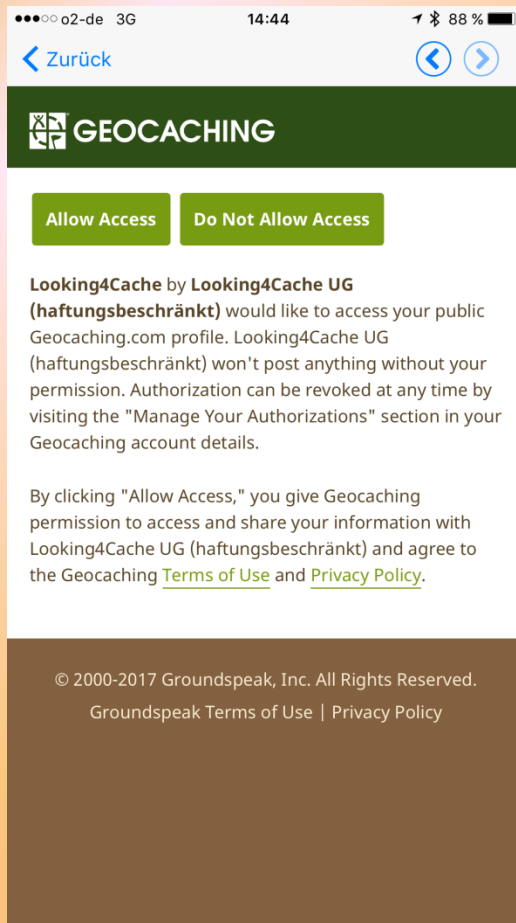 o2-de 3G 14:44 88 %
Zurück
GEOCACHING
Allow Access Do Not Allow Access
Looking4Cache by Looking4Cache UG
(haftungsbeschränkt) would like to access your public
Geocaching.com profile. Looking4Cache UG
(haftungsbeschränkt) won't post anything without your
permission. Authorization can be revoked at any time by
visiting the "Manage Your Authorizations" section in your
Geocaching account details.
By clicking "Allow Access," you give Geocaching
permission to access and share your information with
Looking4Cache UG (haftungsbeschränkt) and agree to
the Geocaching Terms of Use and Privacy Policy.
© 2000-2017 Groundspeak, Inc. All Rights Reserved.
Groundspeak Terms of Use | Privacy Policy